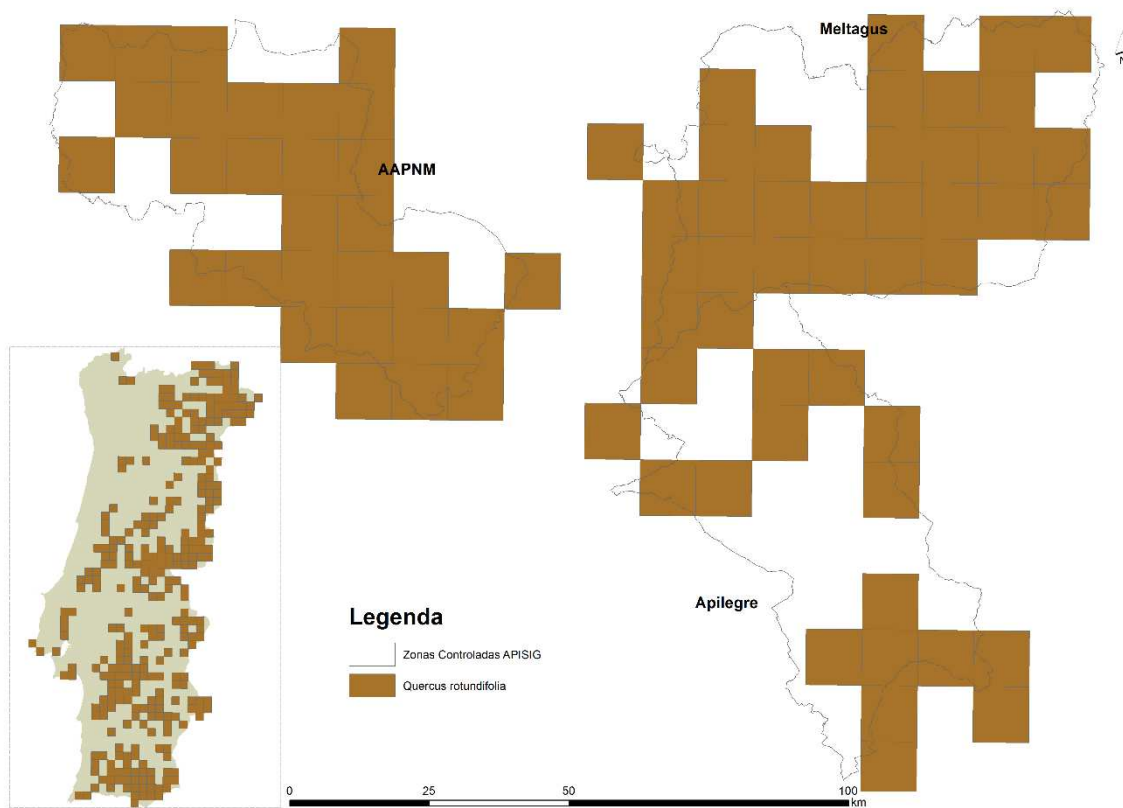 Meltagus
N
AAPNM
Apilegre
Legenda
Zonas Controladas APISIG
Quercus rotundifolia
0 25 50 100
km